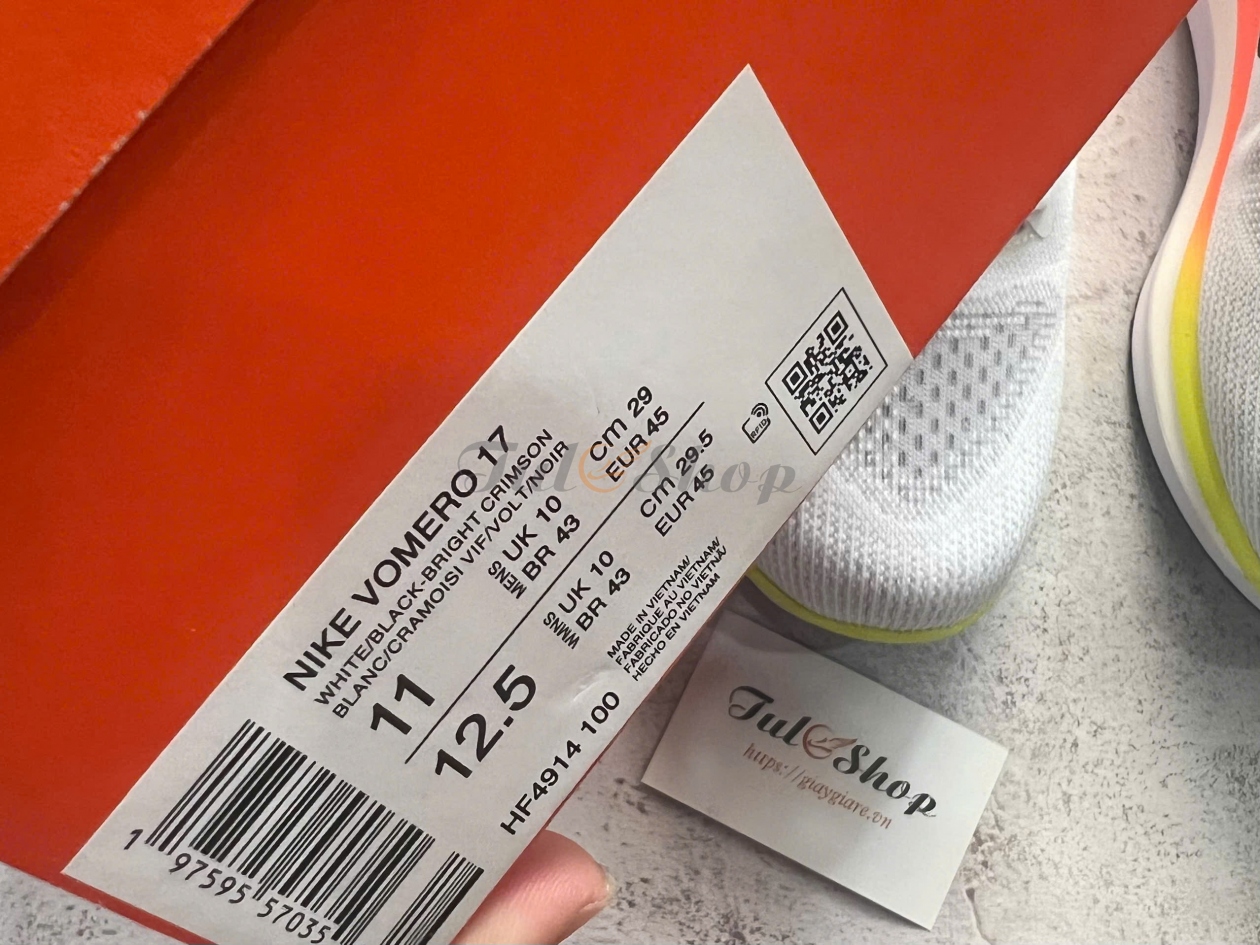 NIKE VOMERO 17
WHITE/BLACK-BRIGHT CRIMSON
BLANC/CRAMOISI VIF/VOLT/NOIR
11
MENS
UK 10
BR 43
cm 29
EUR 45
12.5
WMNS
UK 10
BR 43
cm 29.5
EUR 45
RFID
HF4914 100
MADE IN VIETNAM/
FABRIQUE AU VIETNAM/
FABRICADO NO VIETNÃ/
HECHO EN VIETNAM
1 97595 57035
Tul Shop
Tul Shop
https://giaygiare.vn